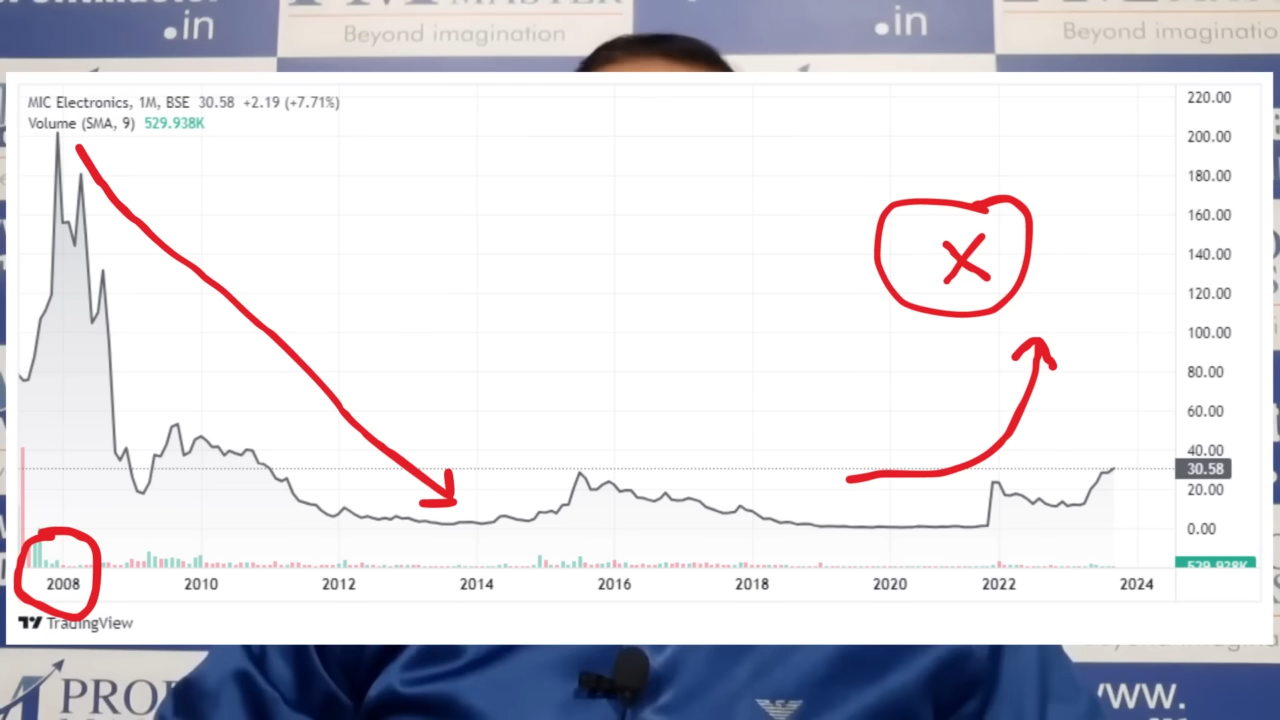 .in
MASTER
Beyond imagination
.in
Beyond imaginatio
MIC Electronics, 1M, BSE 30.58 +2.19 (+7.71%)
Volume (SMA, 9) 529.938K
220.00
200.00
180.00
160.00
140.00
120.00
100.00
80.00
60.00
40.00
30.58
20.00
0.00
529.938K
2008 2010 2012 2014 2016 2018 2020 2022 2024
TradingView
PROF
WWW.